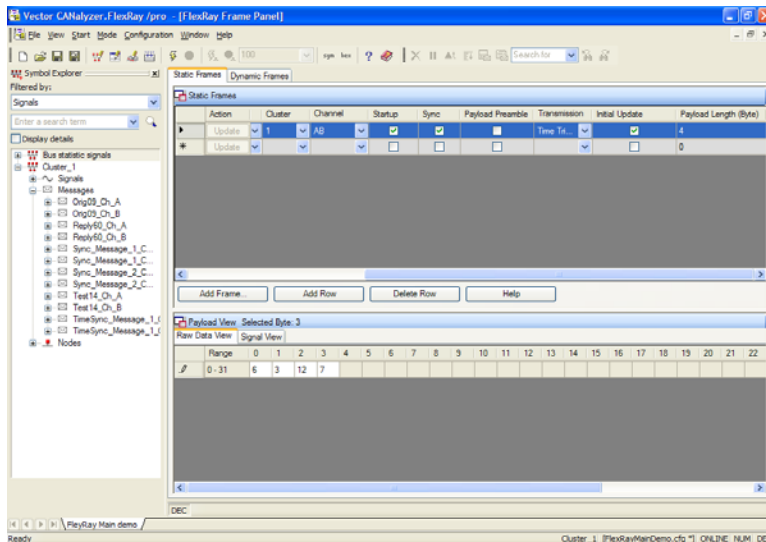 Vector CANalyzer.FlexRay /pro - [FlexRay Frame Panel]
File View Start Mode Configuration Window Help
100 sym hex Search for
Symbol Explorer
Filtered by:
Signals
Enter a search term
Display details
Bus statistic signals
Cluster_1
Signals
Messages
Orig09_Ch_A
Orig09_Ch_B
Reply60_Ch_A
Reply60_Ch_B
Sync_Message_1_C...
Sync_Message_1_C...
Sync_Message_2_C...
Sync_Message_2_C...
Test14_Ch_A
Test14_Ch_B
TimeSync_Message_1_(
TimeSync_Message_1_(
Nodes
Static Frames Dynamic Frames
Static Frames
Action Cluster Channel Startup Sync Payload Preamble Transmission Initial Update Payload Length (Byte)
Update 1 AB Time Tri... 4
Update 0
Add Frame... Add Row Delete Row Help
Payload View Selected Byte: 3
Raw Data View Signal View
Range 0 1 2 3 4 5 6 7 8 9 10 11 12 13 14 15 16 17 18 19 20 21 22
0 - 31 6 3 12 7
DEC
FleyRay Main demo
Ready Cluster_1 [FlexRayMainDemo.cfg *] ONLINE NUM DE